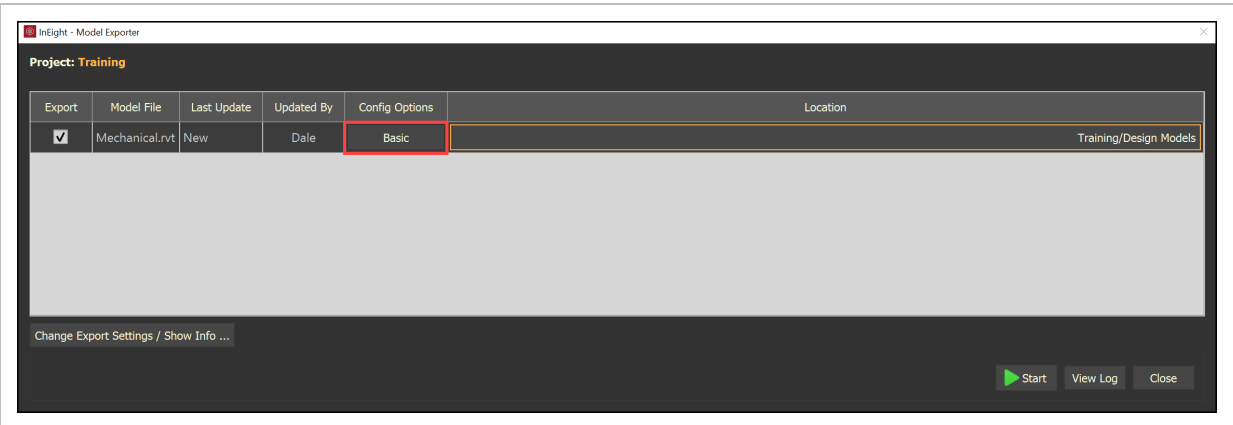 InEight - Model Exporter
Project: Training
Export Model File Last Update Updated By Config Options Location
Mechanical.rvt New Dale Basic Training/Design Models
Change Export Settings / Show Info ...
Start View Log Close